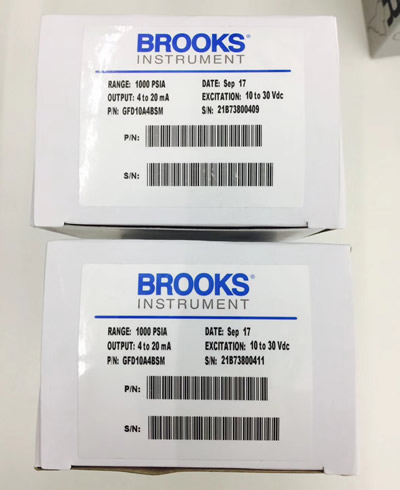 BROOKS®
INSTRUMENT
RANGE: 1000 PSIA DATE: Sep 17
OUTPUT: 4 to 20 mA EXCITATION: 10 to 30 Vdc
P/N: GFD10A4BSM S/N: 21B73800409
P/N:
S/N:
BROOKS®
INSTRUMENT
RANGE: 1000 PSIA DATE: Sep 17
OUTPUT: 4 to 20 mA EXCITATION: 10 to 30 Vdc
P/N: GFD10A4BSM S/N: 21B73800411
P/N:
S/N: